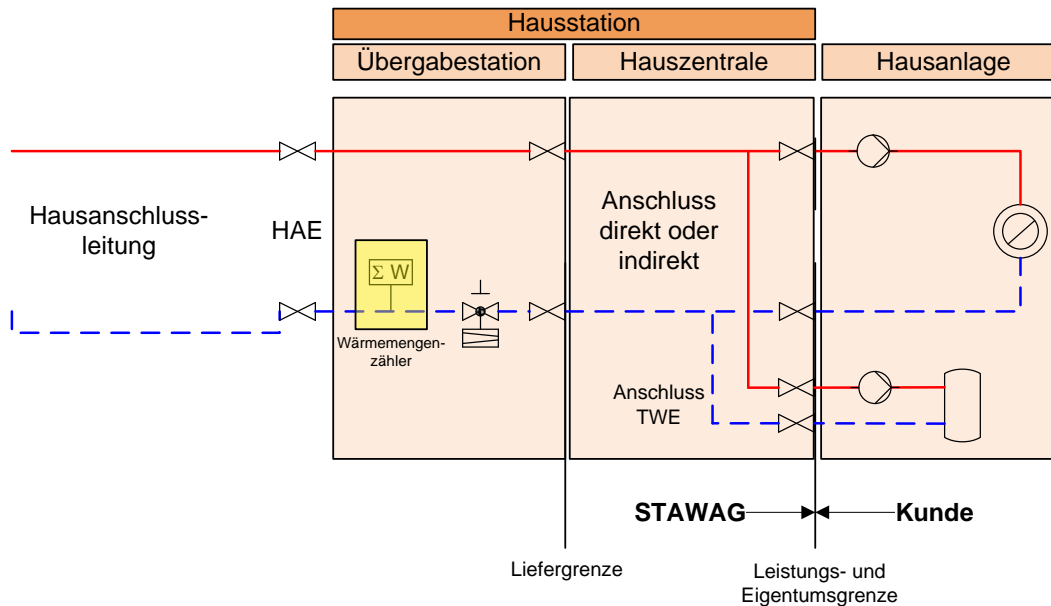 Hausstation
Übergabestation
Hauszentrale
Hausanlage
Hausanschluss-
leitung
HAE
Σ W
Wärmemengen-
zähler
Anschluss
direkt oder
indirekt
Anschluss
TWE
STAWAG
Kunde
Liefergrenze
Leistungs- und
Eigentumsgrenze